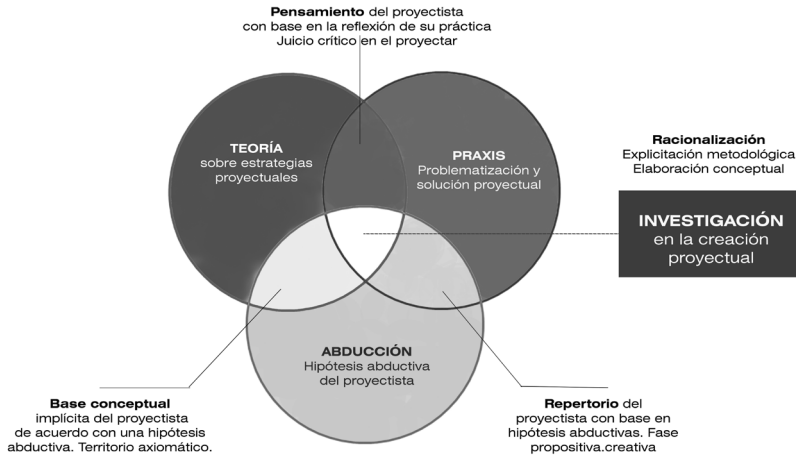 Pensamiento del proyectista
con base en la reflexión de su práctica
Juicio crítico en el proyectar
TEORÍA
sobre estrategias
proyectuales
PRAXIS
Problematización y
solución proyectual
Racionalización
Explicitación metodológica
Elaboración conceptual
INVESTIGACIÓN
en la creación
proyectual
ABDUCCIÓN
Hipótesis abductiva
del proyectista
Base conceptual
implícita del proyectista
de acuerdo con una hipótesis
abductiva. Territorio axiomático.
Repertorio del
proyectista con base en
hipótesis abductivas. Fase
propositiva.creativa